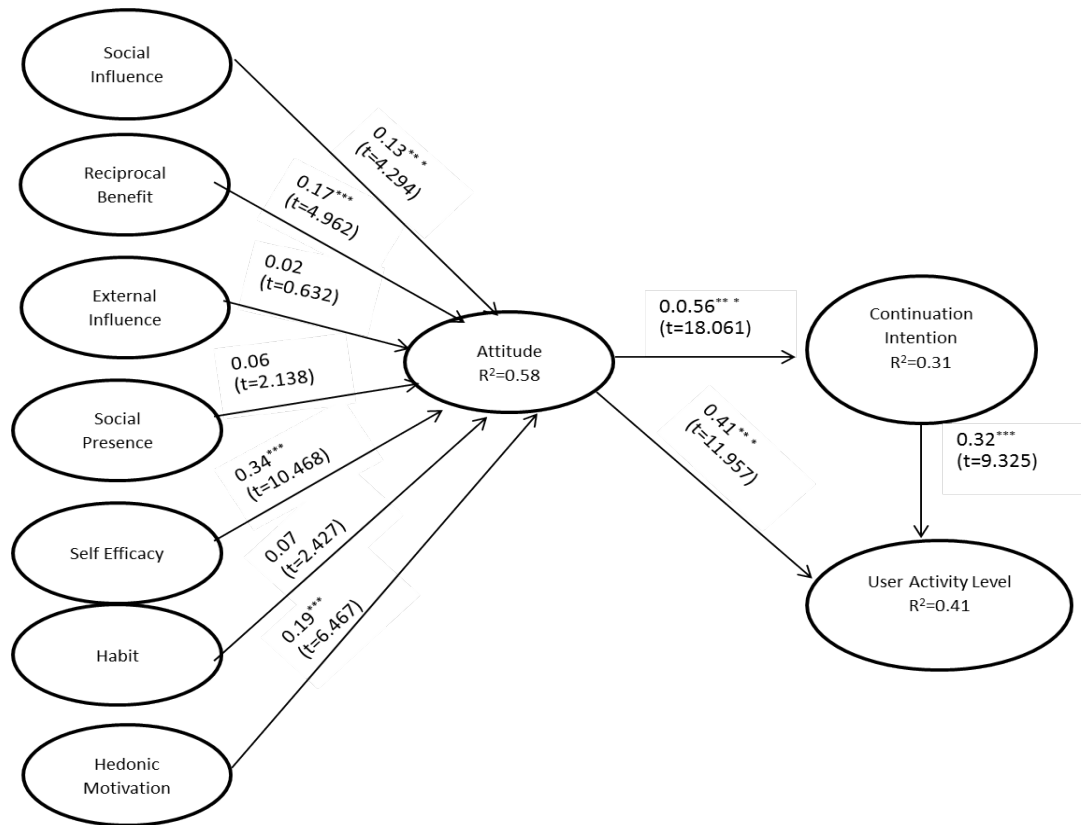 Social
Influence
Reciprocal
Benefit
External
Influence
Social
Presence
Self Efficacy
Habit
Hedonic
Motivation
0.13** *
(t=4.294)
0.17***
(t=4.962)
0.02
(t=0.632)
0.06
(t=2.138)
0.34***
(t=10.468)
0.07
(t=2.427)
0.19***
(t=6.467)
Attitude
R²=0.58
0.0.56** *
(t=18.061)
0.41** *
(t=11.957)
Continuation
Intention
R²=0.31
0.32***
(t=9.325)
User Activity Level
R²=0.41